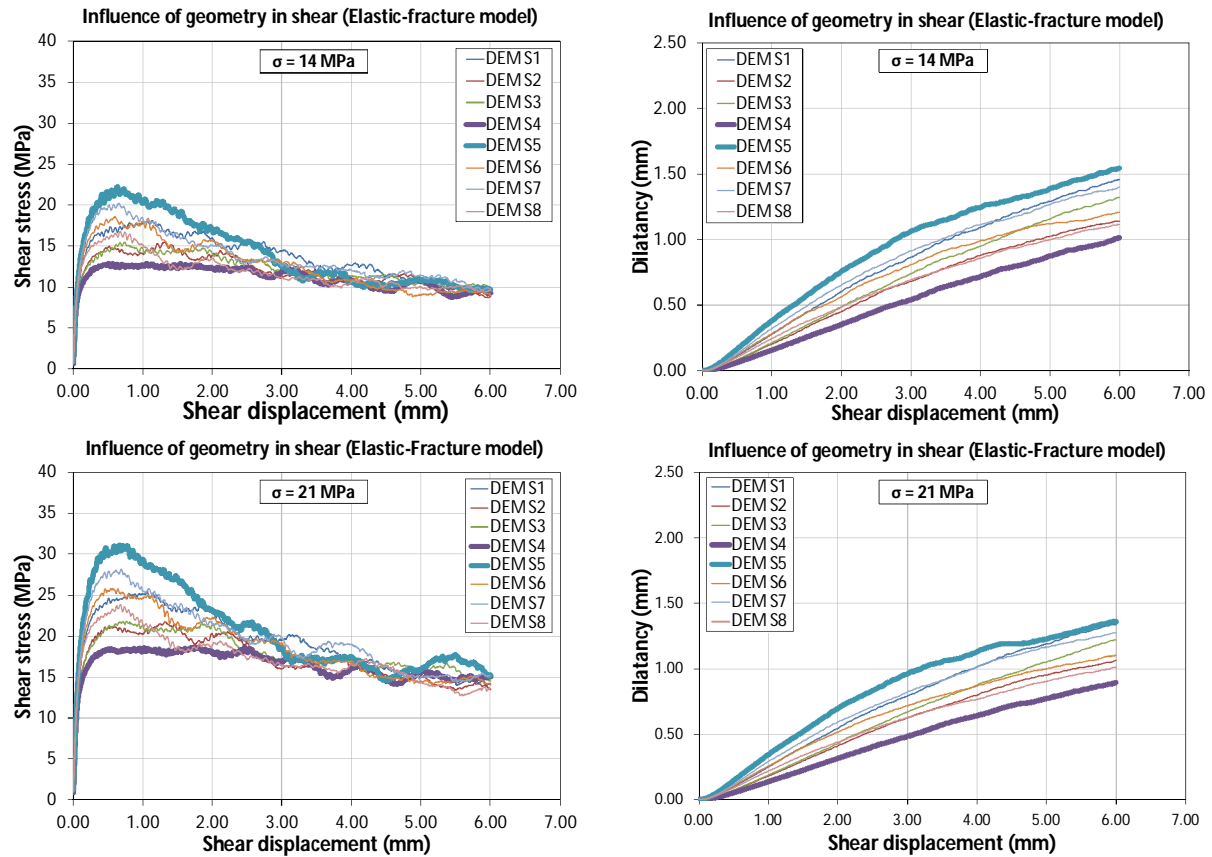 Influence of geometry in shear (Elastic-fracture model)
40
35
30
25
20
15
10
5
0
Shear stress (MPa)
σ = 14 MPa
DEM S1
DEM S2
DEM S3
DEM S4
DEM S5
DEM S6
DEM S7
DEM S8
0.00 1.00 2.00 3.00 4.00 5.00 6.00 7.00
Shear displacement (mm)
Influence of geometry in shear (Elastic-fracture model)
2.50
2.00
1.50
1.00
0.50
0.00
Dilatancy (mm)
σ = 14 MPa
DEM S1
DEM S2
DEM S3
DEM S4
DEM S5
DEM S6
DEM S7
DEM S8
0.00 1.00 2.00 3.00 4.00 5.00 6.00 7.00
Shear displacement (mm)
Influence of geometry in shear (Elastic-Fracture model)
40
35
30
25
20
15
10
5
0
Shear stress (MPa)
σ = 21 MPa
DEM S1
DEM S2
DEM S3
DEM S4
DEM S5
DEM S6
DEM S7
DEM S8
0.00 1.00 2.00 3.00 4.00 5.00 6.00 7.00
Shear displacement (mm)
Influence of geometry in shear (Elastic-Fracture model)
2.50
2.00
1.50
1.00
0.50
0.00
Dilatancy (mm)
σ = 21 MPa
DEM S1
DEM S2
DEM S3
DEM S4
DEM S5
DEM S6
DEM S7
DEM S8
0.00 1.00 2.00 3.00 4.00 5.00 6.00 7.00
Shear displacement (mm)